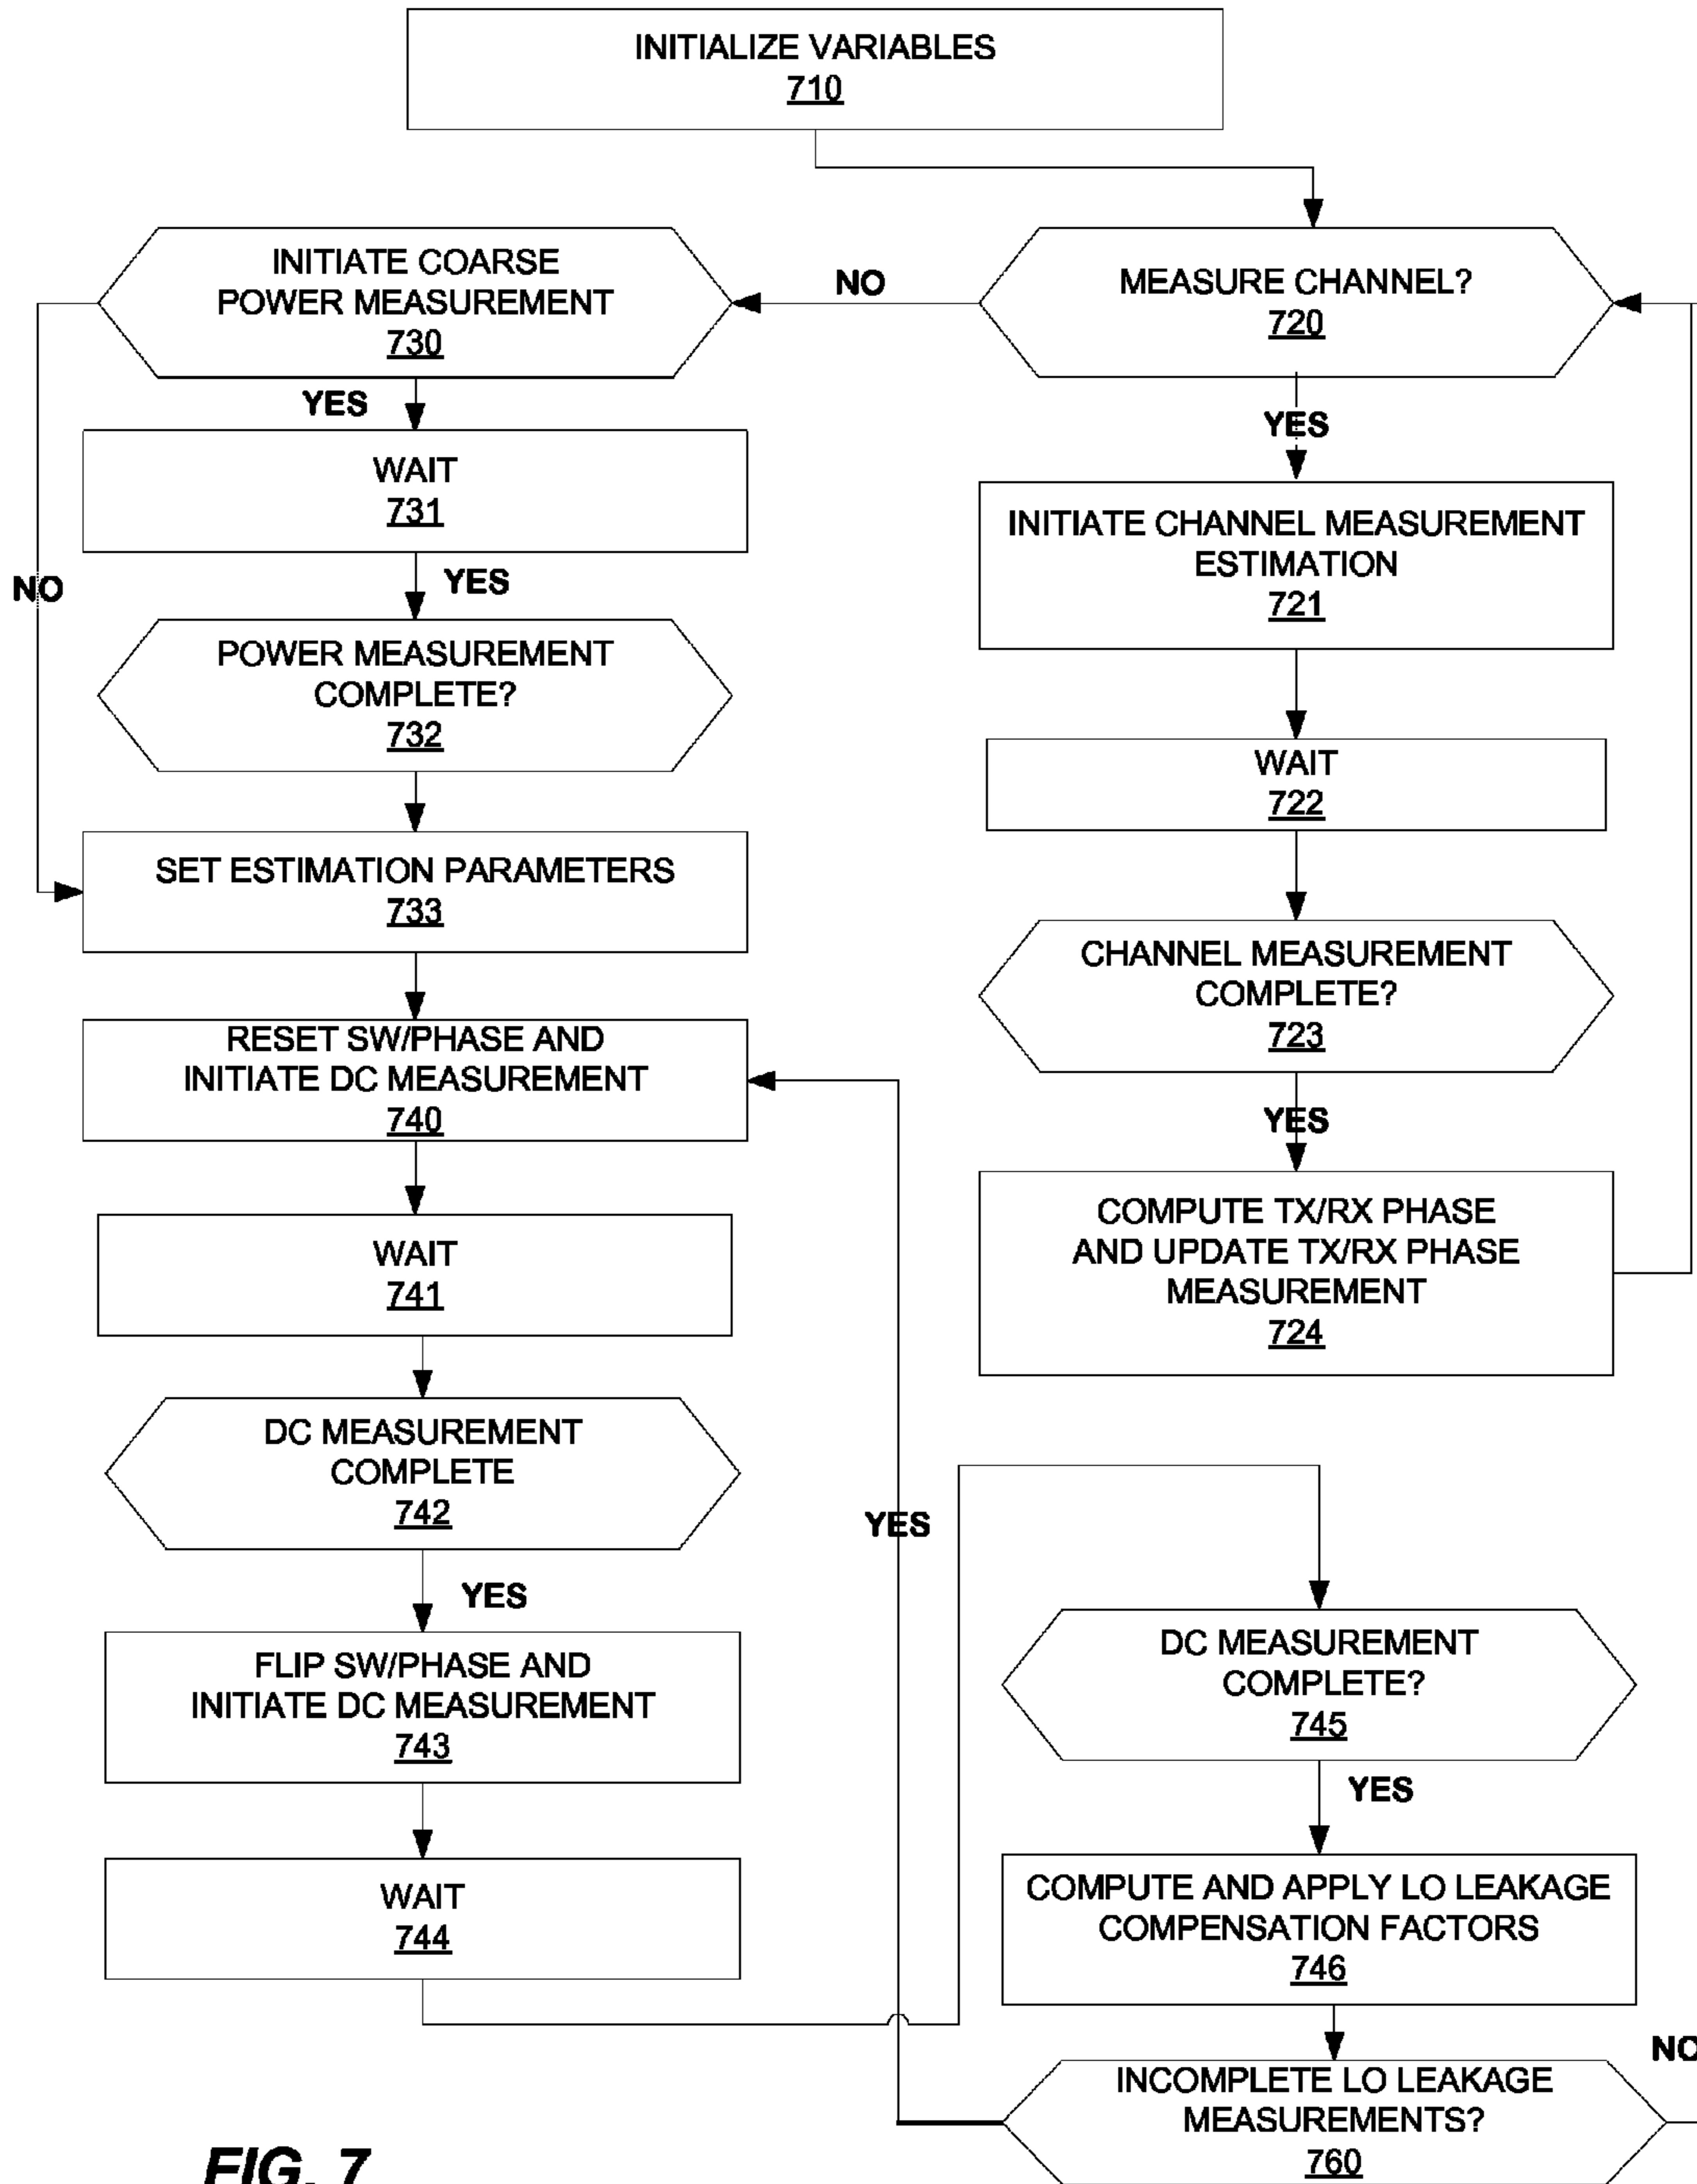 INITIALIZE VARIABLES
710
INITIATE COARSE
POWER MEASUREMENT
730
NO
MEASURE CHANNEL?
720
YES
YES
WAIT
731
INITIATE CHANNEL MEASUREMENT
ESTIMATION
721
NO
YES
POWER MEASUREMENT
COMPLETE?
732
WAIT
722
SET ESTIMATION PARAMETERS
733
CHANNEL MEASUREMENT
COMPLETE?
723
RESET SW/PHASE AND
INITIATE DC MEASUREMENT
740
YES
COMPUTE TX/RX PHASE
AND UPDATE TX/RX PHASE
MEASUREMENT
724
WAIT
741
DC MEASUREMENT
COMPLETE
742
YES
YES
FLIP SW/PHASE AND
INITIATE DC MEASUREMENT
743
DC MEASUREMENT
COMPLETE?
745
YES
WAIT
744
COMPUTE AND APPLY LO LEAKAGE
COMPENSATION FACTORS
746
NO
INCOMPLETE LO LEAKAGE
MEASUREMENTS?
760
FIG. 7